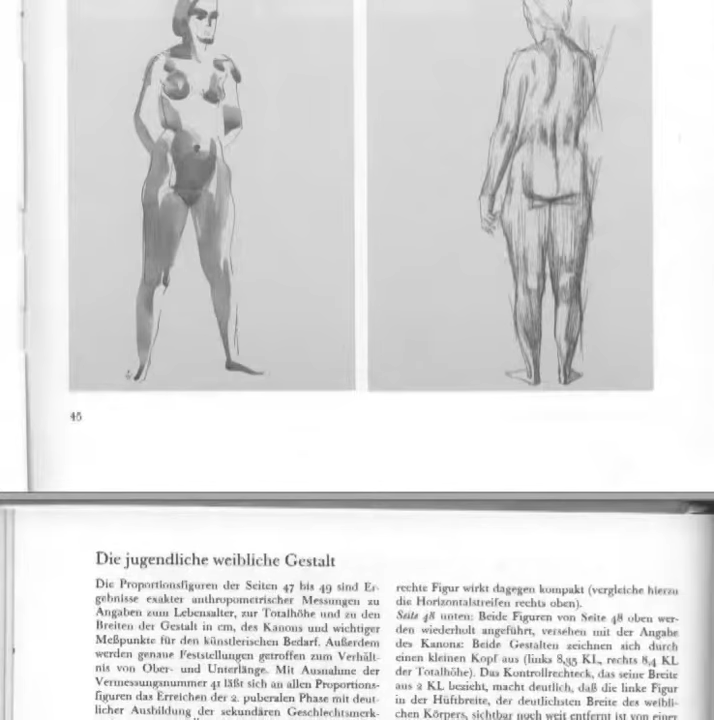 45
Die jugendliche weibliche Gestalt
Die Proportionsfiguren der Seiten 47 bis 49 sind Er-
gebnisse exakter anthropometrischer Messungen zu
Angaben zum Lebensalter, zur Totalhöhe und zu den
Breiten der Gestalt in cm, des Kanons und wichtiger
Meßpunkte für den künstlerischen Bedarf. Außerdem
werden genaue Feststellungen getroffen zum Verhält-
nis von Ober- und Unterlänge. Mit Ausnahme der
Vermessungsnummer 41 läßt sich an allen Proportions-
figuren das Erreichen der 2. puberalen Phase mit deut-
licher Ausbildung der sekundären Geschlechtsmerk-
rechte Figur wirkt dagegen kompakt (vergleiche hierzu
die Horizontalstreifen rechts oben).
Seite 48 unten: Beide Figuren von Seite 48 oben wer-
den wiederholt angeführt, versehen mit der Angabe
des Kanons: Beide Gestalten zeichnen sich durch
einen kleinen Kopf aus (links 8,35 KL, rechts 8,4 KL
der Totalhöhe). Das Kontrollrechteck, das seine Breite
aus 2 KL bezieht, macht deutlich, daß die linke Figur
in der Hüftbreite, der deutlichsten Breite des weibli-
chen Körpers, sichtbar noch weit entfernt ist von einer